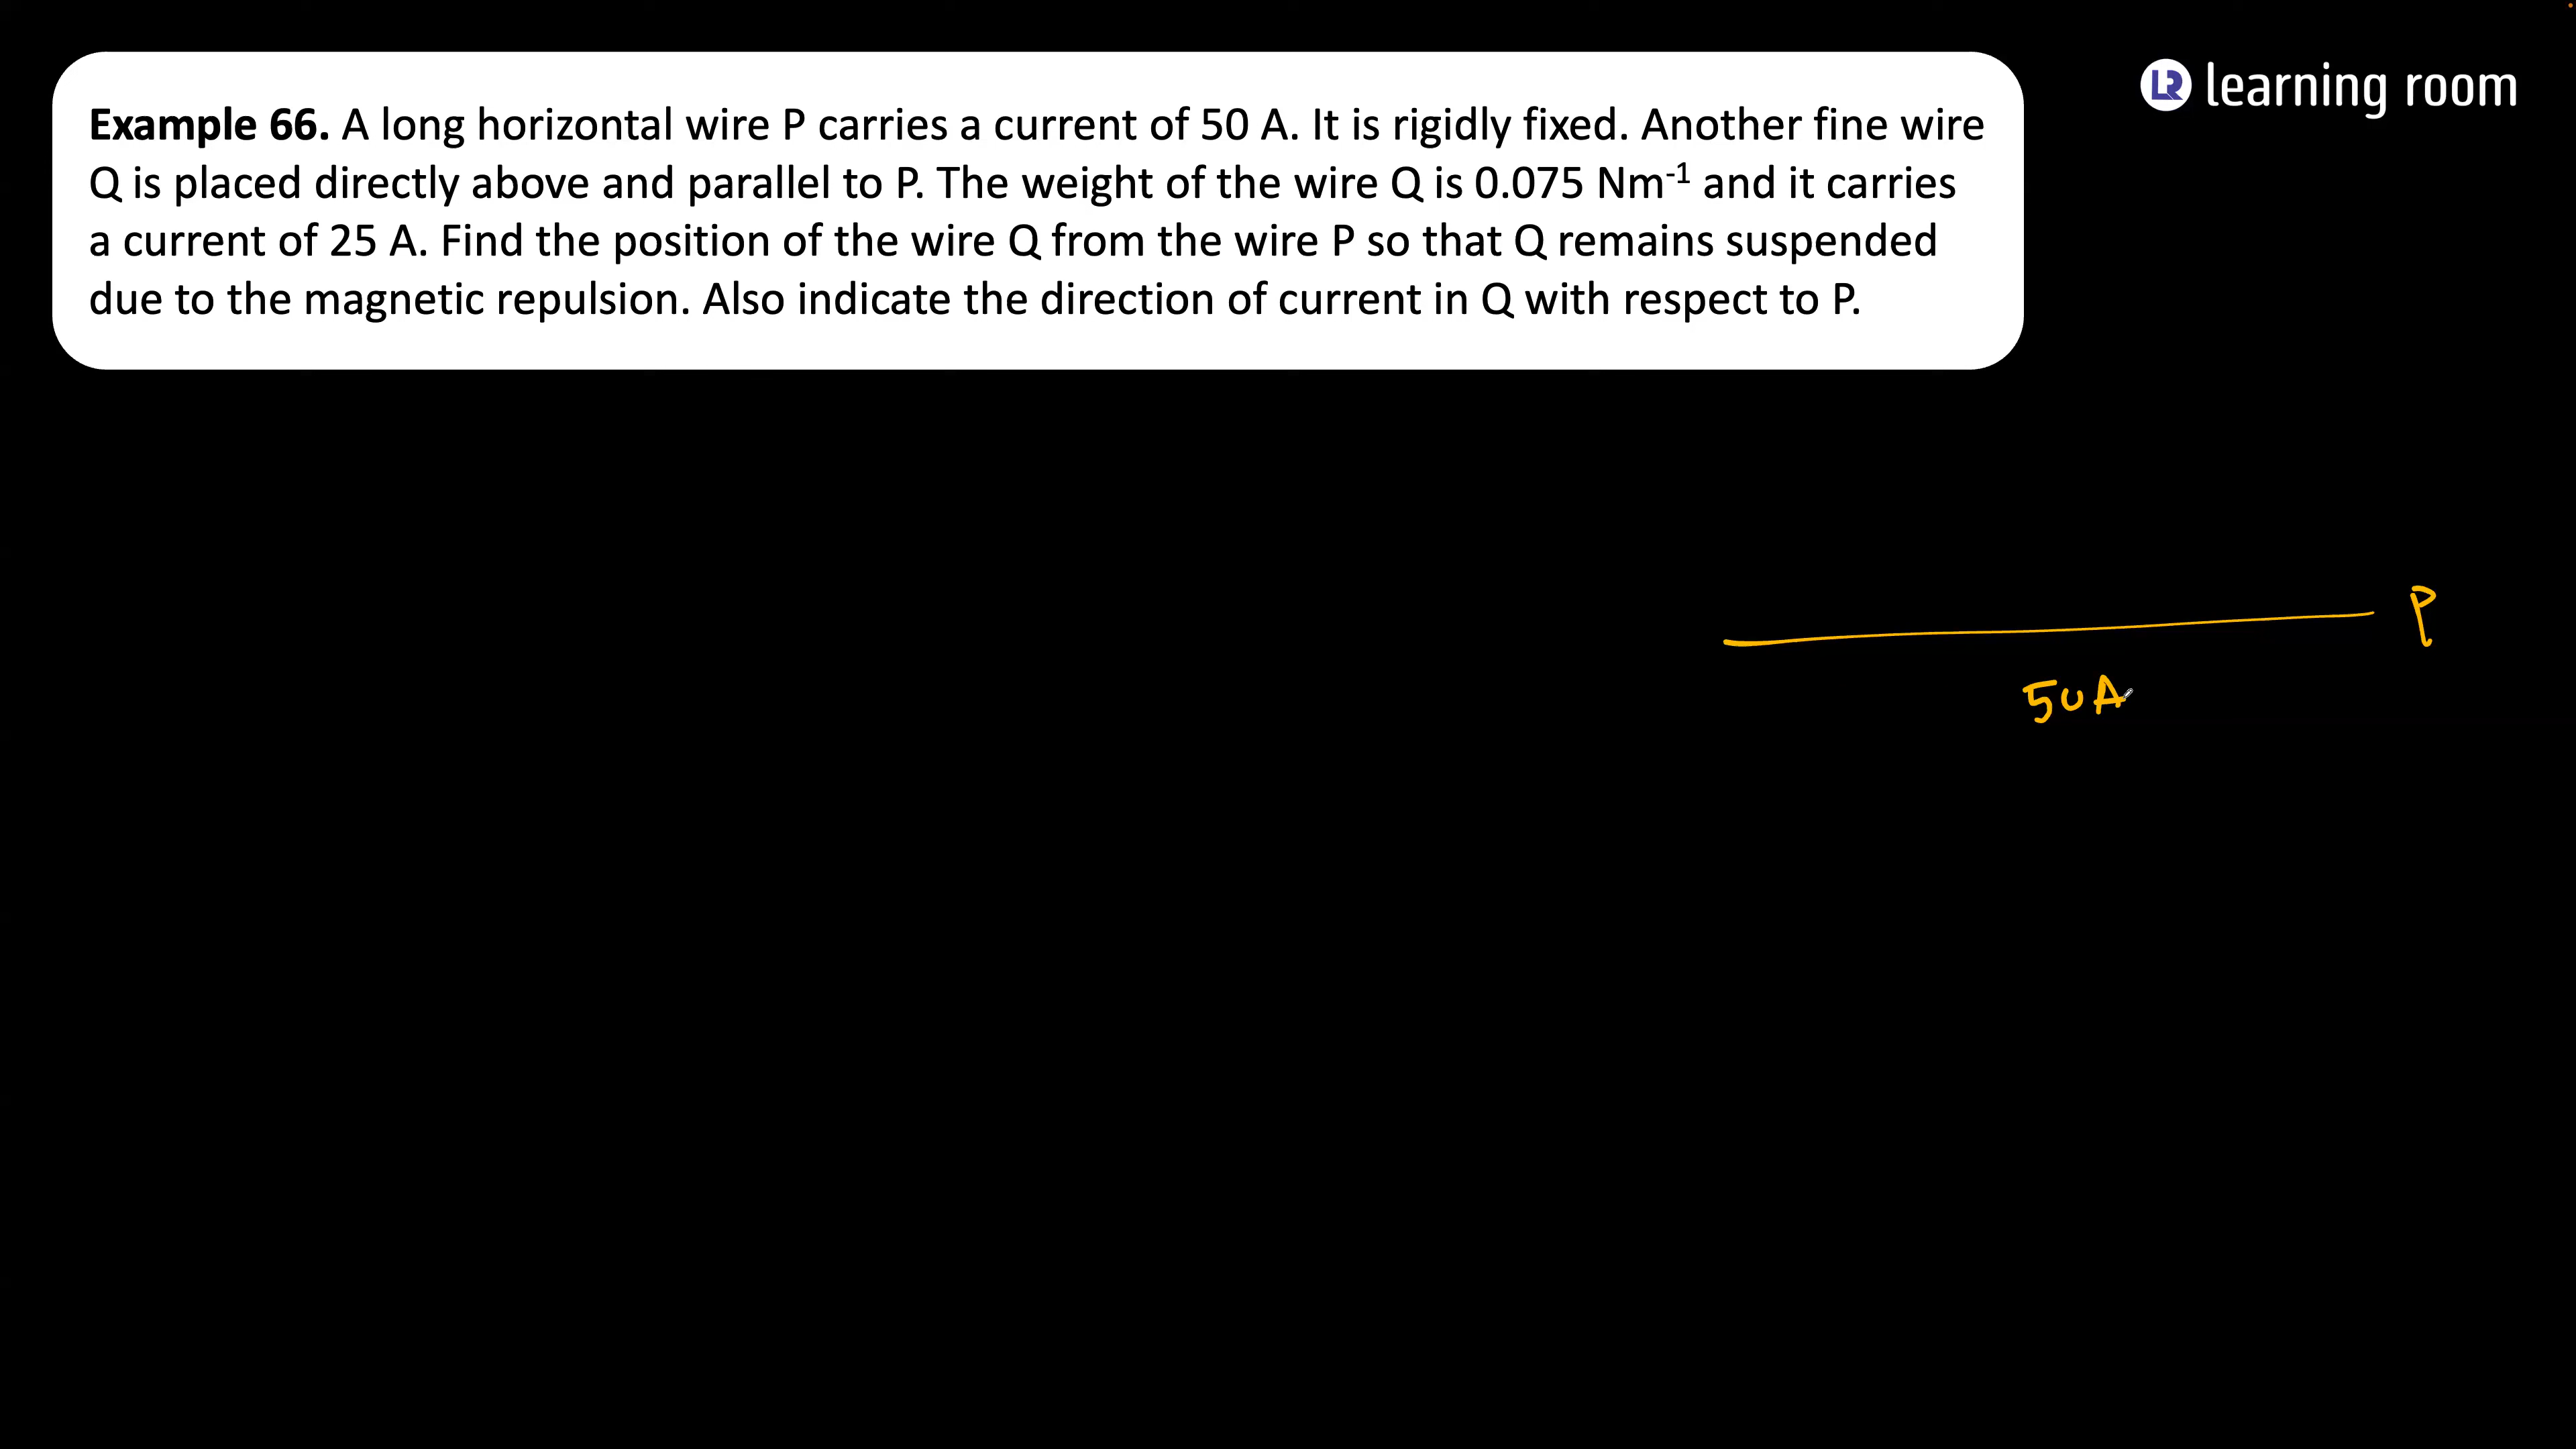 Example 66. A long horizontal wire P carries a current of 50 A. It is rigidly fixed. Another fine wire
Q is placed directly above and parallel to P. The weight of the wire Q is 0.075 Nm⁻¹ and it carries
a current of 25 A. Find the position of the wire Q from the wire P so that Q remains suspended
due to the magnetic repulsion. Also indicate the direction of current in Q with respect to P.
LR learning room
P
50A